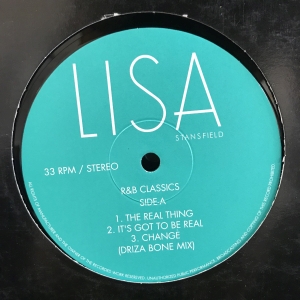 LISA
STANSFIELD
33 RPM / STEREO
R&B CLASSICS
SIDE A
1. THE REAL THING
2. IT'S GOT TO BE REAL
3. CHANGE
(DRIZA BONE MIX)